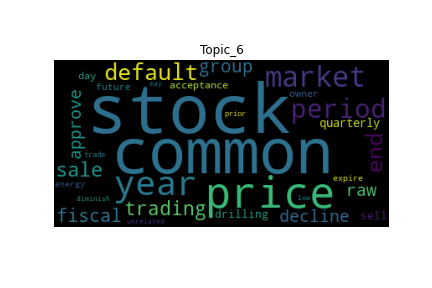 Topic_6
default
group
market
day
future
may
acceptance
owner
stock
approve
prior
period
quarterly
common
trade
end
sale
energy
year
price
low
expire
raw
diminish
trading
drilling
decline
sell
fiscal
unrelated